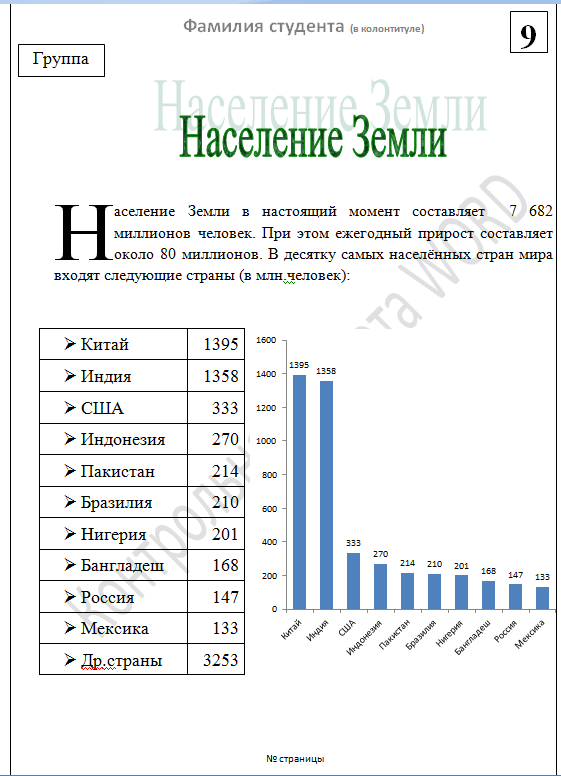 Фамилия студента (в колонтитуле)
9
Группа
Население Земли
Население Земли
Население Земли в настоящий момент составляет 7 682
миллионов человек. При этом ежегодный прирост составляет
около 80 миллионов. В десятку самых населённых стран мира
входят следующие страны (в млн.человек):
Китай 1395
Индия 1358
США 333
Индонезия 270
Пакистан 214
Бразилия 210
Нигерия 201
Бангладеш 168
Россия 147
Мексика 133
Др.страны 3253
1600
1400
1200
1000
800
600
400
200
0
1395 1358 333 270 214 210 201 168 147 133
Китай Индия США Индонезия Пакистан Бразилия Нигерия Бангладеш Россия Мексика
WORD
№ страницы